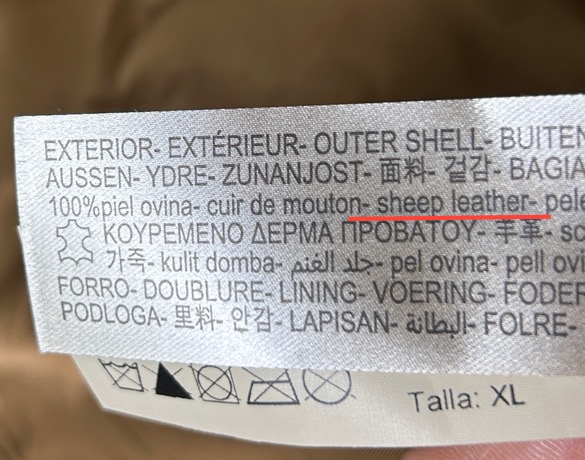 EXTERIOR- EXTÉRIEUR- OUTER SHELL- BUITEN
AUSSEN- YDRE- ZUNANJOST- 面料- 겉감- BAGIA
100%piel ovina- cuir de mouton- sheep leather- pele
ΚΟΥΡΕΜΕΝΟ ΔΕΡΜΑ ΠΡΟΒΑΤΟΥ- 羊革- sc
가죽- kulit domba- جلد الغنم- pel ovina- pell ovi
FORRO- DOUBLURE- LINING- VOERING- FODER
PODLOGA- 里料- 안감- LAPISAN- البطانة- FOLRE-
Talla: XL